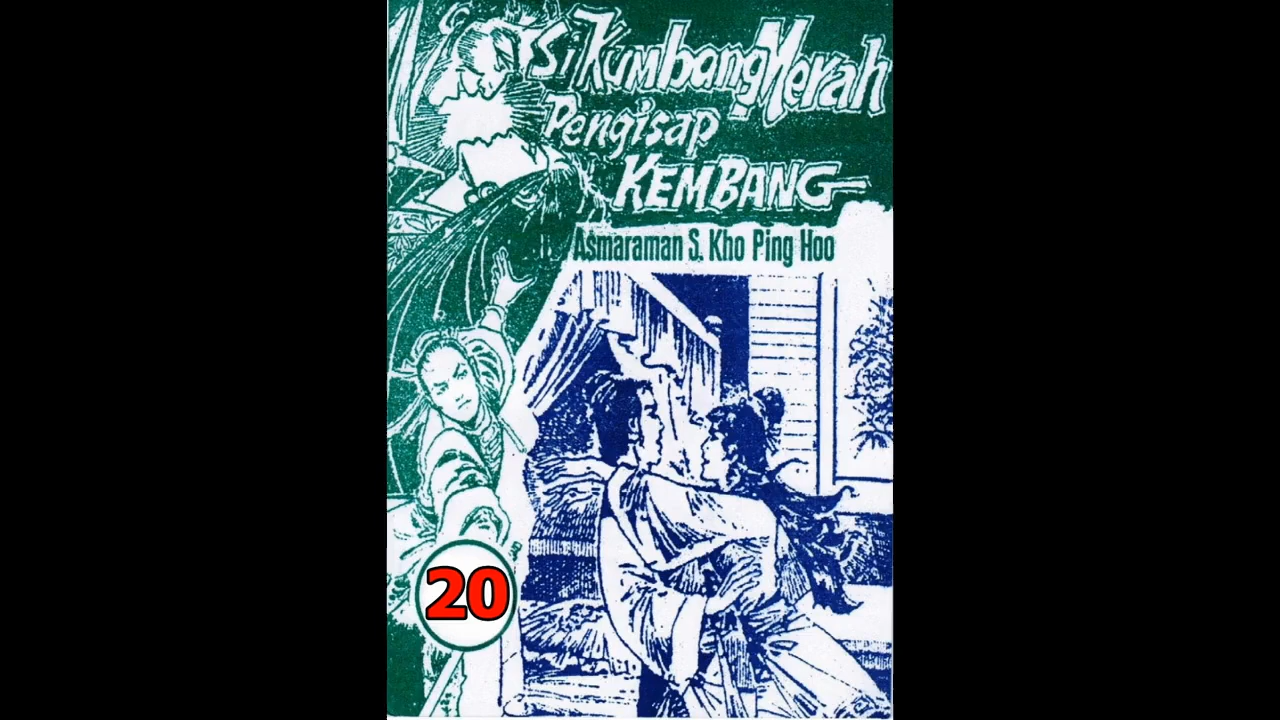 Si Kumbang Merah
Pengisap
KEMBANG
Asmaraman S. Kho Ping Hoo
20